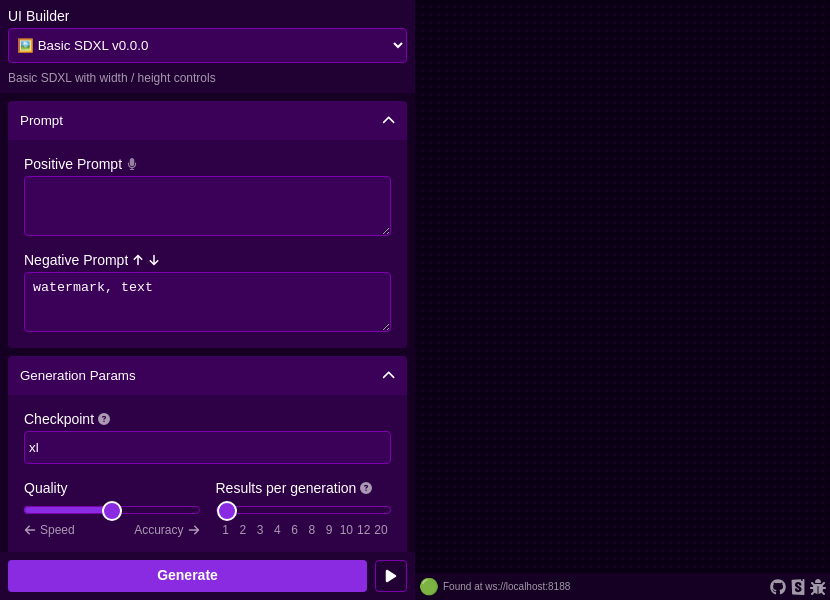 UI Builder
🖼️ Basic SDXL v0.0.0
Basic SDXL with width / height controls
Prompt
Positive Prompt
Negative Prompt ↑ ↓
watermark, text
Generation Params
Checkpoint ?
xl
Quality
Results per generation ?
← Speed Accuracy →
1 2 3 4 6 8 9 10 12 20
Generate
Found at ws://localhost:8188